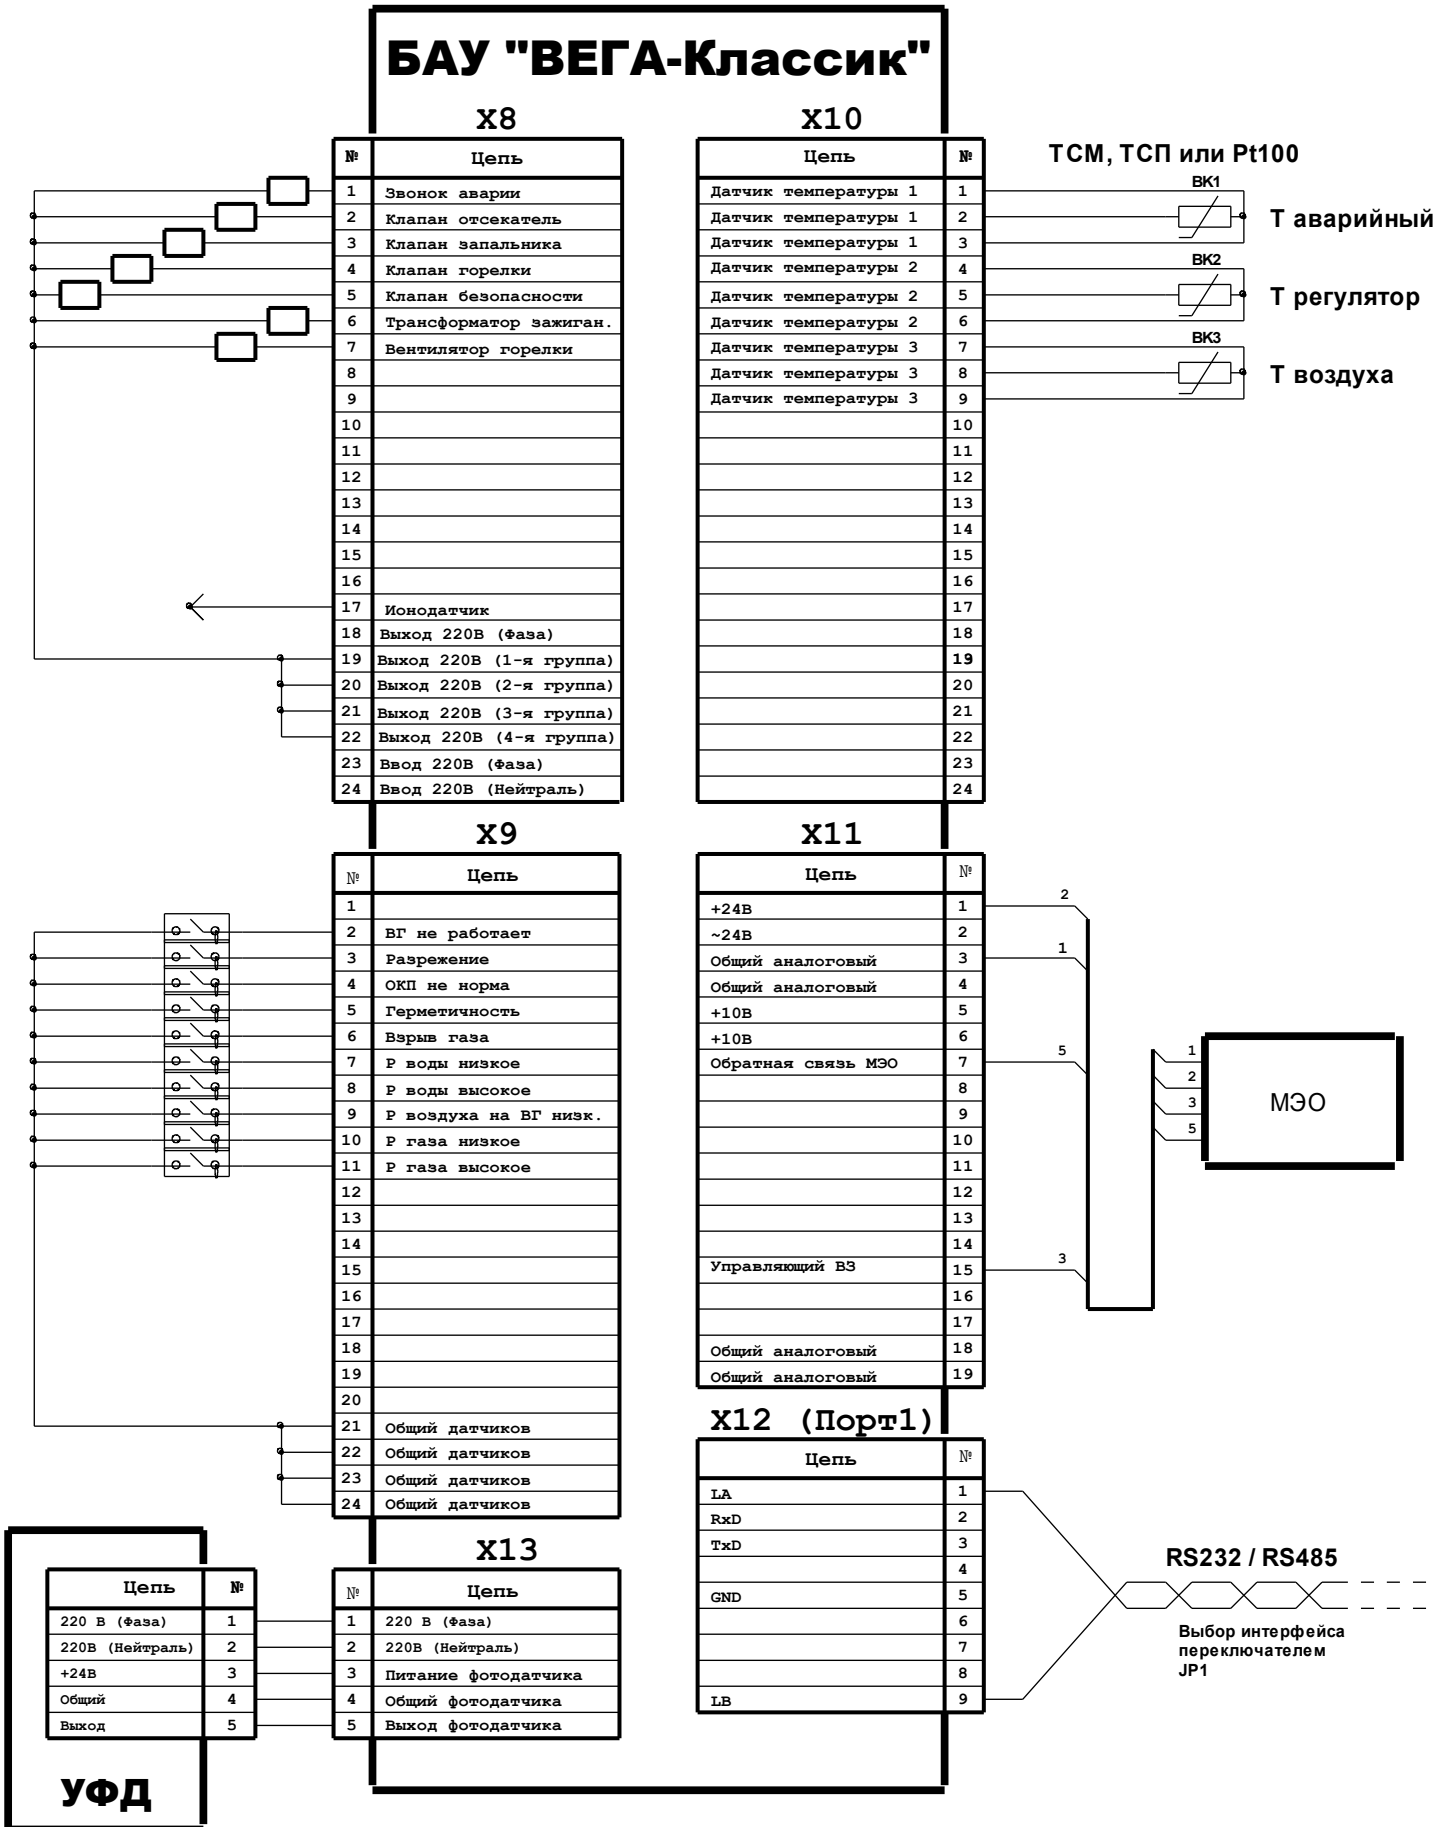 БАУ "ВЕГА-Классик"
X8
№ Цепь
1 Звонок аварии
2 Клапан отсекатель
3 Клапан запальника
4 Клапан горелки
5 Клапан безопасности
6 Трансформатор зажиган.
7 Вентилятор горелки
8
9
10
11
12
13
14
15
16
17 Ионодатчик
18 Выход 220В (Фаза)
19 Выход 220В (1-я группа)
20 Выход 220В (2-я группа)
21 Выход 220В (3-я группа)
22 Выход 220В (4-я группа)
23 Ввод 220В (Фаза)
24 Ввод 220В (Нейтраль)
X10
Цепь №
Датчик температуры 1 1
Датчик температуры 1 2
Датчик температуры 1 3
Датчик температуры 2 4
Датчик температуры 2 5
Датчик температуры 2 6
Датчик температуры 3 7
Датчик температуры 3 8
Датчик температуры 3 9
10
11
12
13
14
15
16
17
18
19
20
21
22
23
24
ТСМ, ТСП или Pt100
ВК1
Т аварийный
ВК2
Т регулятор
ВК3
Т воздуха
X9
№ Цепь
1
2 ВГ не работает
3 Разрежение
4 ОКП не норма
5 Герметичность
6 Взрыв газа
7 Р воды низкое
8 Р воды высокое
9 Р воздуха на ВГ низк.
10 Р газа низкое
11 Р газа высокое
12
13
14
15
16
17
18
19
20
21 Общий датчиков
22 Общий датчиков
23 Общий датчиков
24 Общий датчиков
X11
Цепь №
+24В 1 2
~24В 2
Общий аналоговый 3 1
Общий аналоговый 4
+10В 5
+10В 6
Обратная связь МЭО 7 5
8
9
10
11
12
13
14
Управляющий ВЗ 15 3
16
17
Общий аналоговый 18
Общий аналоговый 19
1
2
3
5
МЭО
X12 (Порт1)
Цепь №
LA 1
RxD 2
TxD 3
4
GND 5
6
7
8
LB 9
RS232 / RS485
Выбор интерфейса
переключателем
JP1
X13
№ Цепь
1 220 В (Фаза)
2 220В (Нейтраль)
3 Питание фотодатчика
4 Общий фотодатчика
5 Выход фотодатчика
Цепь №
220 В (Фаза) 1
220В (Нейтраль) 2
+24В 3
Общий 4
Выход 5
УФД